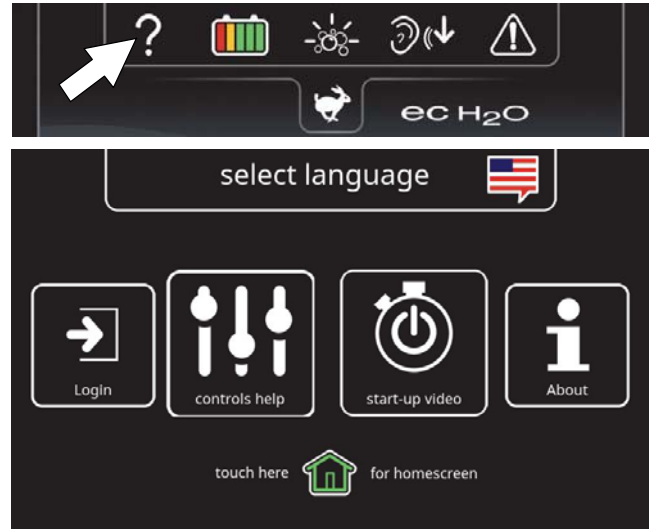 ?
ec H₂O
select language
Login
controls help
start-up video
About
touch here for homescreen